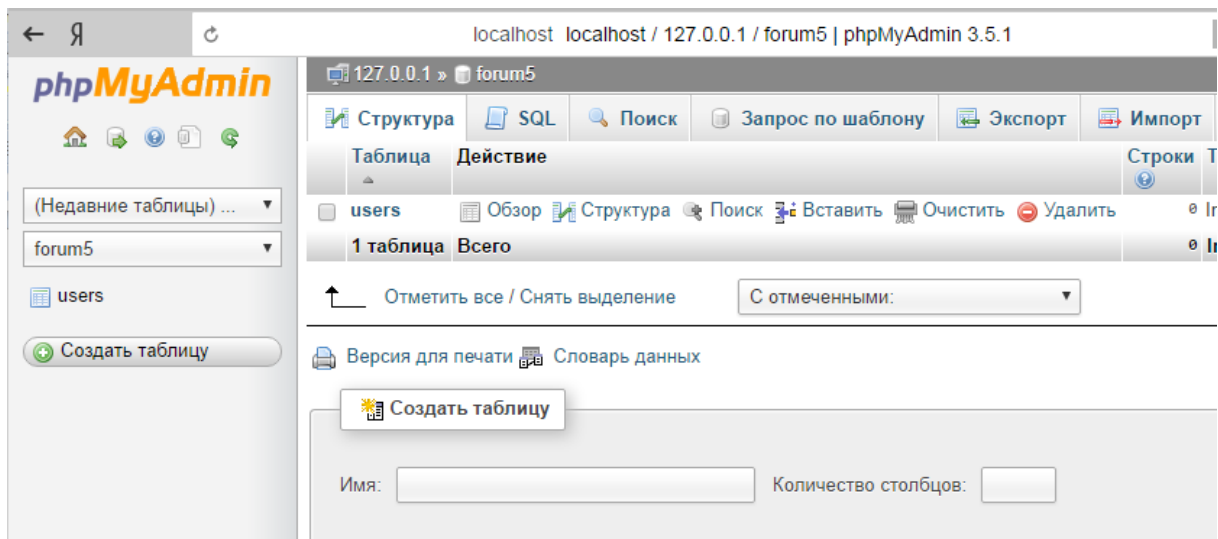 Я localhost localhost / 127.0.0.1 / forum5 | phpMyAdmin 3.5.1
phpMyAdmin
(Недавние таблицы) ...
forum5
users
Создать таблицу
127.0.0.1 » forum5
Структура SQL Поиск Запрос по шаблону Экспорт Импорт
Таблица Действие Строки
users Обзор Структура Поиск Вставить Очистить Удалить 0
1 таблица Всего 0
Отметить все / Снять выделение С отмеченными:
Версия для печати Словарь данных
Создать таблицу
Имя: Количество столбцов: